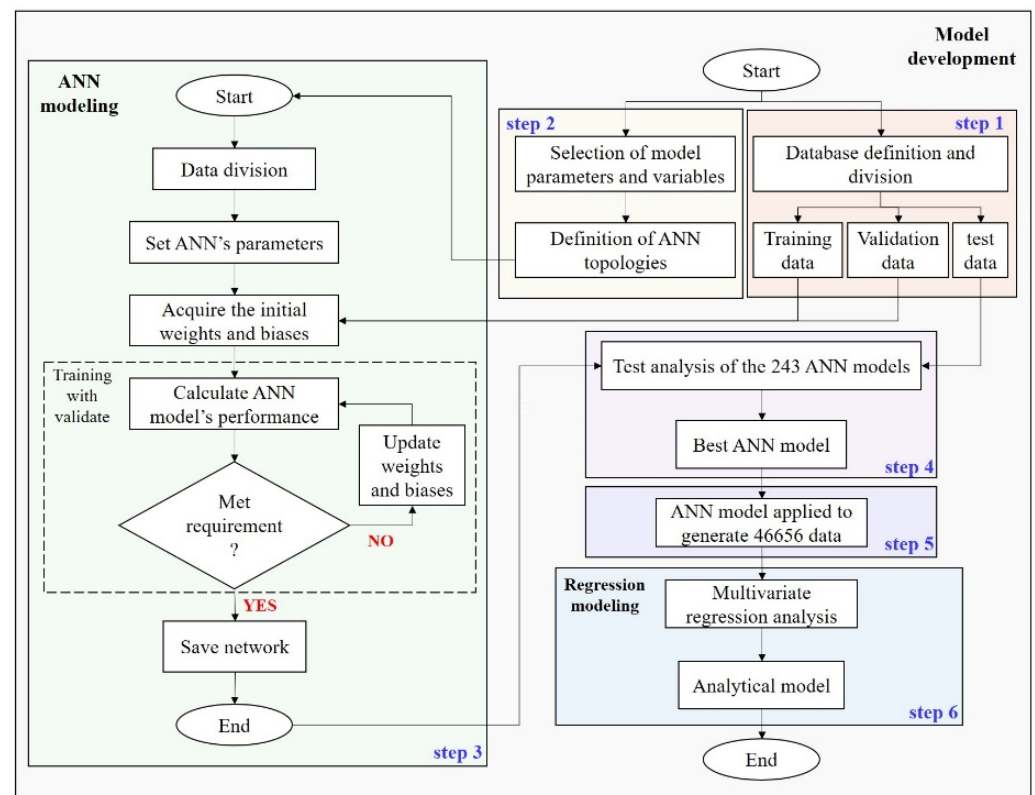 Model
development
Start
step 2
Selection of model
parameters and variables
Definition of ANN
topologies
step 1
Database definition and
division
Training
data
Validation
data
test
data
ANN
modeling
Start
Data division
Set ANN's parameters
Acquire the initial
weights and biases
Training
with
validate
Calculate ANN
model's performance
Update
weights
and biases
Met
requirement
?
NO
YES
Save network
End
step 3
Test analysis of the 243 ANN models
Best ANN model
step 4
ANN model applied to
generate 46656 data
step 5
Regression
modeling
Multivariate
regression analysis
Analytical model
step 6
End